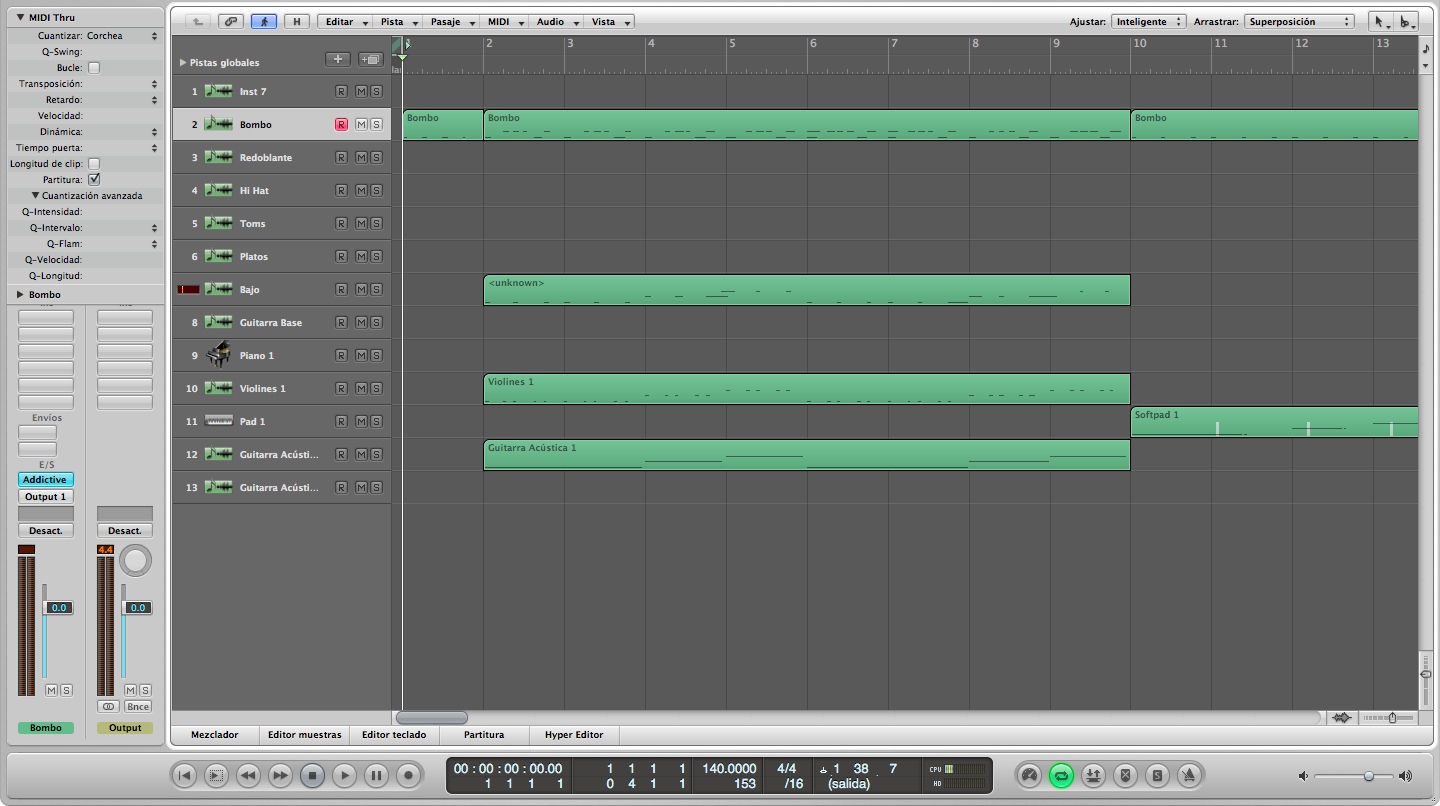 MIDI Thru
Cuantizar: Corchea
Q-Swing:
Bucle:
Transposición:
Retardo:
Velocidad:
Dinámica:
Tiempo puerta:
Longitud de clip:
Partitura:
Cuantización avanzada
Q-Intensidad:
Q-Intervalo:
Q-Flam:
Q-Velocidad:
Q-Longitud:
Bombo
Envíos
E/S
Addictive
Output 1
Desact. Desact.
4.4
0.0 0.0
M S M S
Bnce
Bombo Output
H Editar Pista Pasaje MIDI Audio Vista Ajustar: Inteligente Arrastrar: Superposición
1 2 3 4 5 6 7 8 9 10 11 12 13
Pistas globales
1 Inst 7 R M S
2 Bombo R M S Bombo Bombo Bombo
3 Redoblante R M S
4 Hi Hat R M S
5 Toms R M S
6 Platos R M S
Bajo R M S <unknown>
8 Guitarra Base R M S
9 Piano 1 R M S
10 Violines 1 R M S Violines 1
11 Pad 1 R M S Softpad 1
12 Guitarra Acústi... R M S Guitarra Acústica 1
13 Guitarra Acústi... R M S
Mezclador Editor muestras Editor teclado Partitura Hyper Editor
00 : 00 : 00 : 00.00 1 1 1 1 140.0000 4/4 1 38 7 CPU
1 1 1 1 0 4 1 1 153 /16 (salida) HD